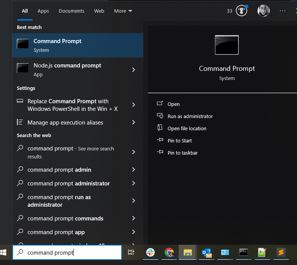 All Apps Documents Web More
33
Best match
Command Prompt
System
Node.js command prompt
App
Settings
Replace Command Prompt with
Windows PowerShell in the Win + X
Manage app execution aliases
Search the web
command prompt - See more search
results
command prompt admin
command prompt administrator
command prompt run as
administrator
command prompt commands
command prompt app
Command Prompt
System
Open
Run as administrator
Open file location
Pin to Start
Pin to taskbar
command prompt